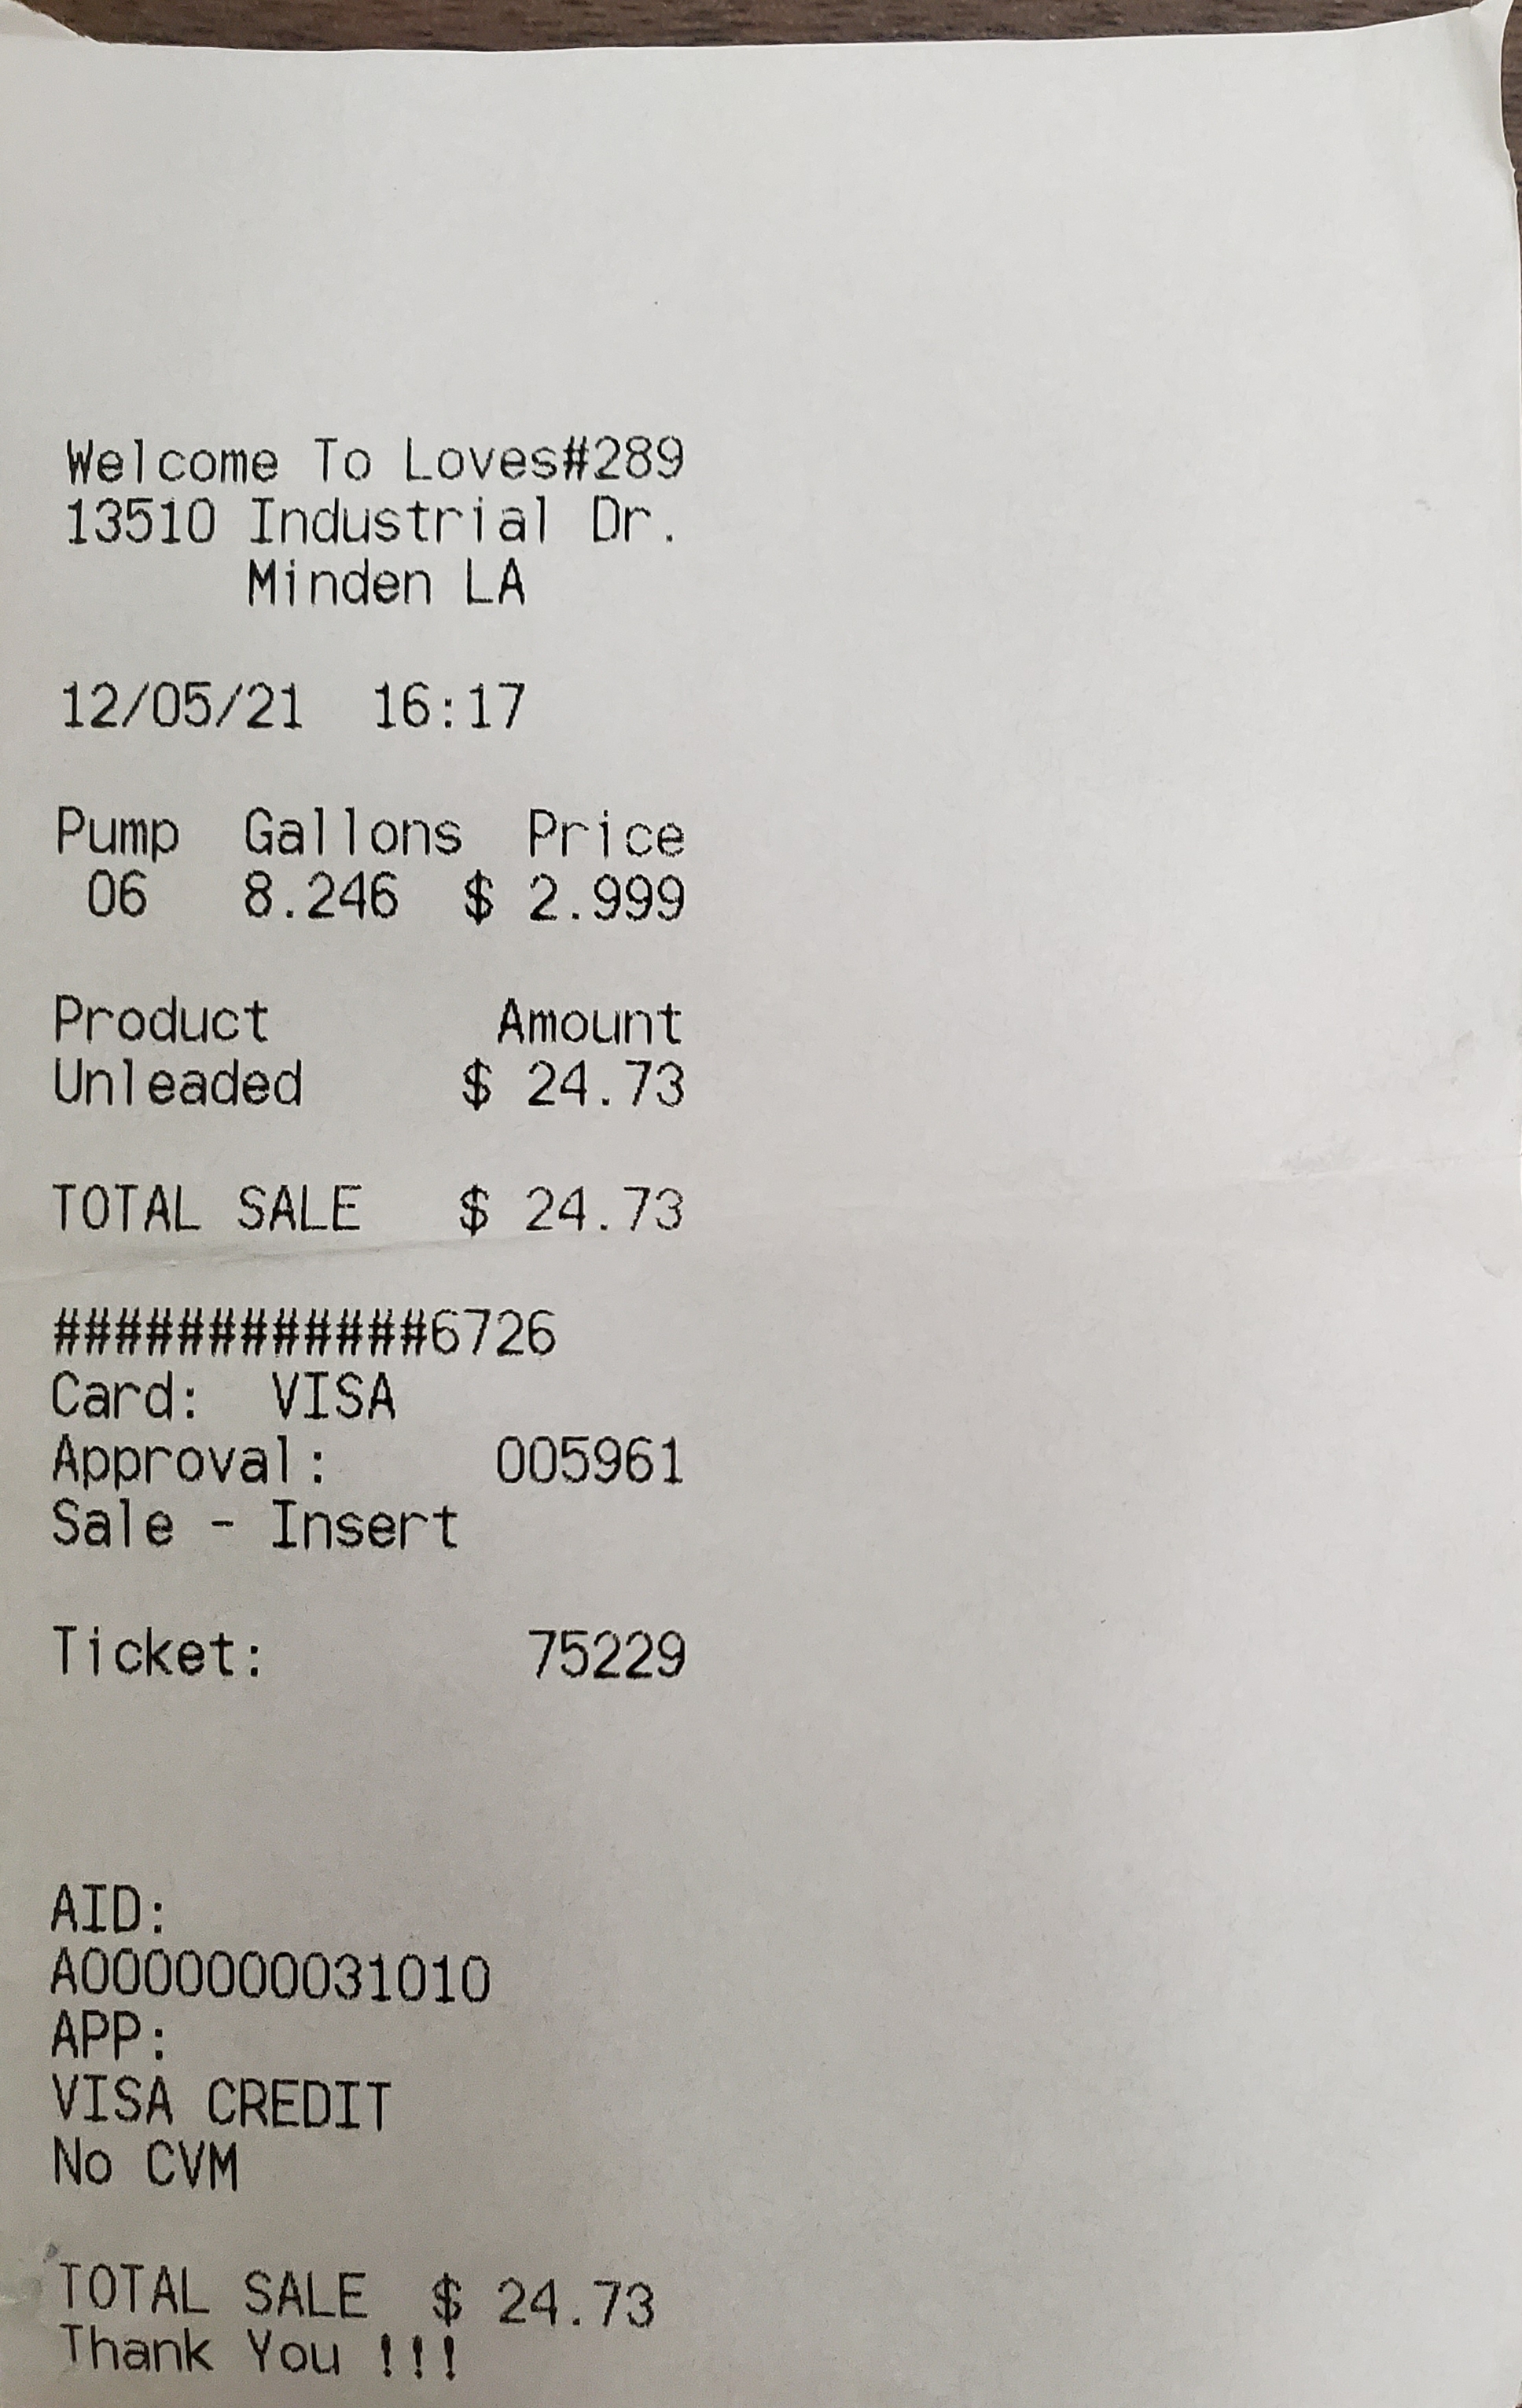 Welcome To Loves#289
13510 Industrial Dr.
Minden LA
12/05/21 16:17
Pump Gallons Price
06 8.246 $ 2.999
Product Amount
Unleaded $ 24.73
TOTAL SALE $ 24.73
############6726
Card: VISA
Approval: 005961
Sale - Insert
Ticket: 75229
AID:
A0000000031010
APP:
VISA CREDIT
No CVM
TOTAL SALE $ 24.73
Thank You !!!